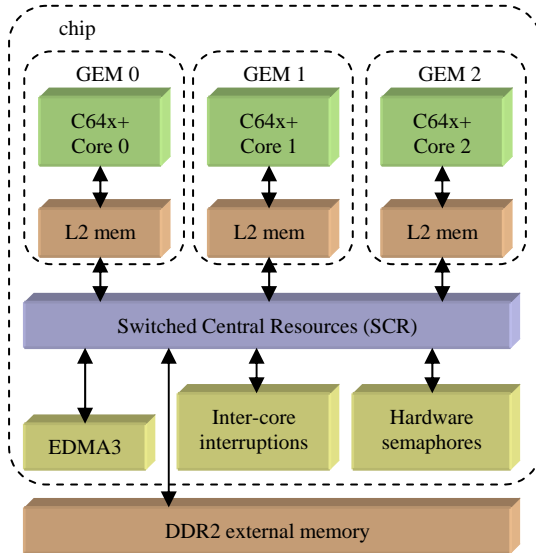 chip
GEM 0
GEM 1
GEM 2
C64x+
Core 0
C64x+
Core 1
C64x+
Core 2
L2 mem
L2 mem
L2 mem
Switched Central Resources (SCR)
EDMA3
Inter-core
interruptions
Hardware
semaphores
DDR2 external memory